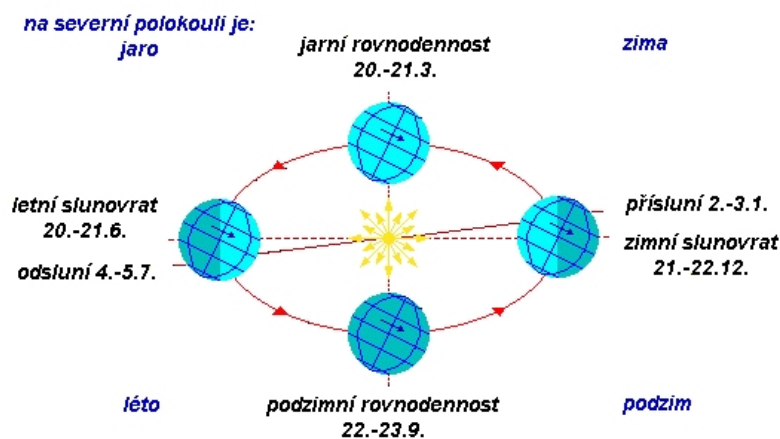 na severní polokouli je:
jaro
jarní rovnodennost
20.-21.3.
zima
letní slunovrat
20.-21.6.
odsluní 4.-5.7.
přísluní 2.-3.1.
zimní slunovrat
21.-22.12.
léto
podzimní rovnodennost
22.-23.9.
podzim